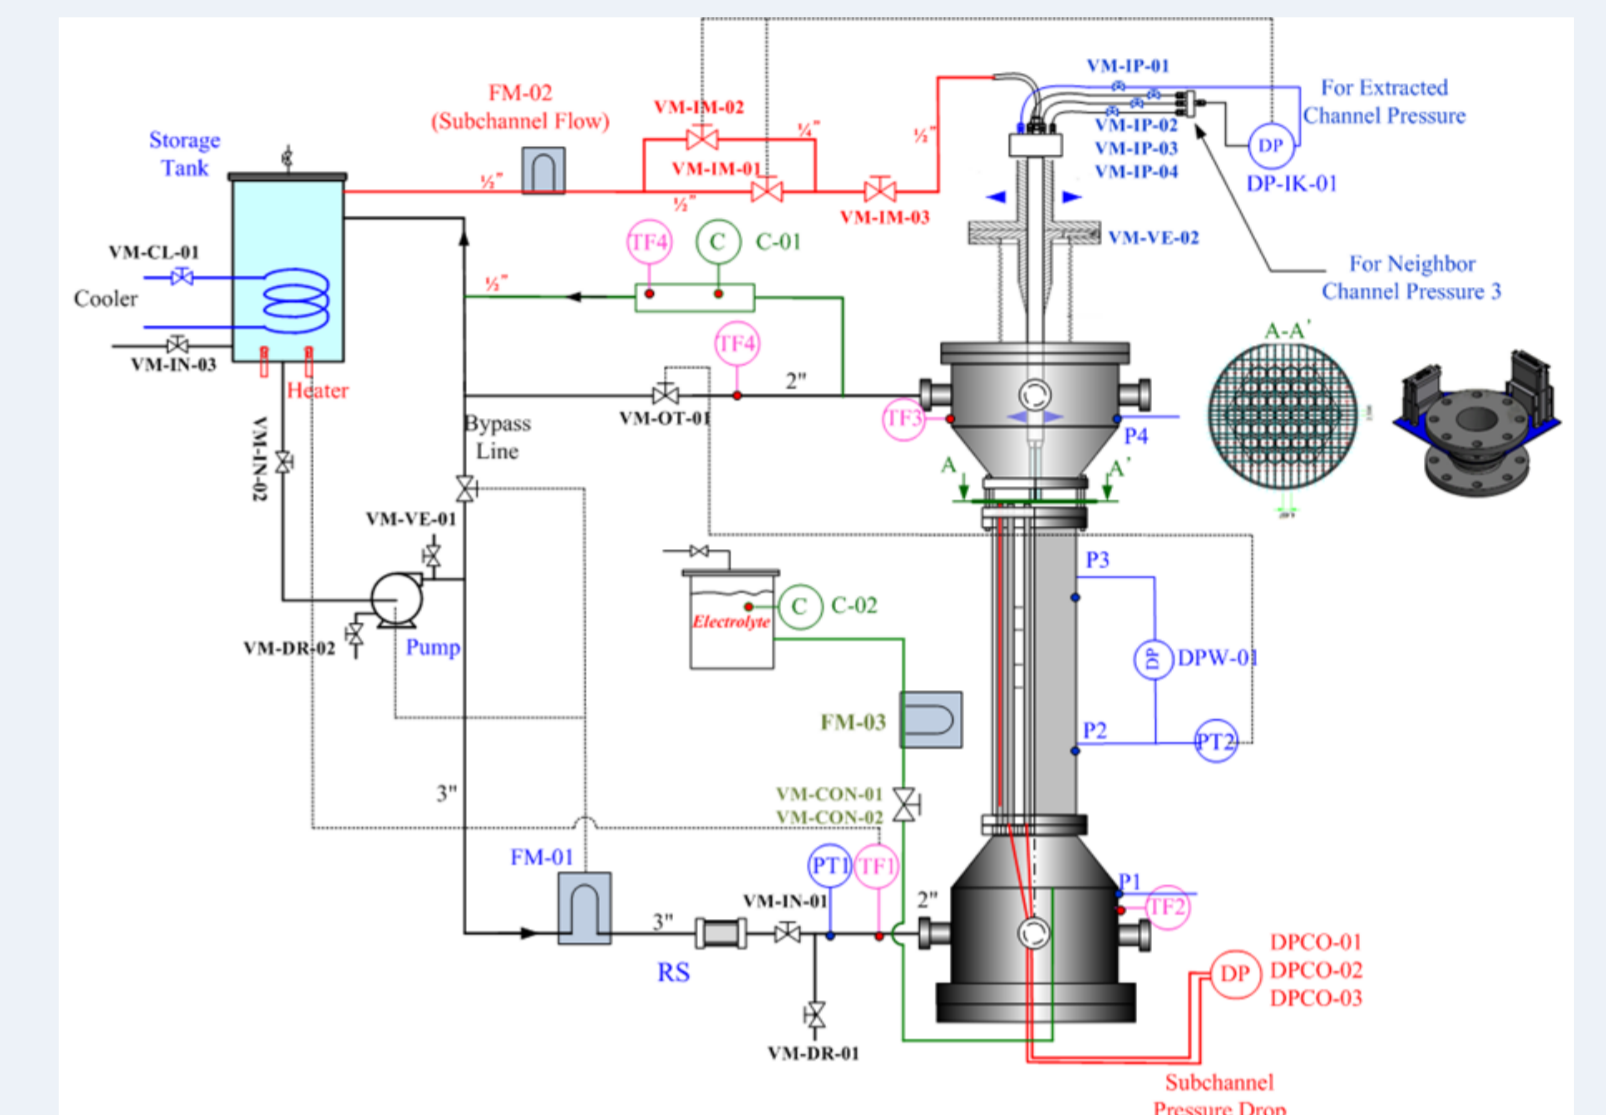 VM-IP-01
FM-02
(Subchannel Flow)
VM-IM-02
¼"
½"
For Extracted
Channel Pressure
VM-IP-02
VM-IP-03
VM-IP-04
DP
DP-IK-01
Storage
Tank
½"
VM-IM-01
½"
VM-IM-03
TF4
C
C-01
VM-VE-02
VM-CL-01
Cooler
½"
For Neighbor
Channel Pressure 3
VM-IN-03
Heater
TF4
2"
A-A'
VM-OT-01
TF3
P4
Bypass
Line
VM-IN-02
A
A'
VM-VE-01
P3
Electrolyte
C
C-02
VM-DR-02
Pump
DP
DPW-01
FM-03
P2
PT2
3"
VM-CON-01
VM-CON-02
FM-01
PT1
TF1
VM-IN-01
2"
P1
TF2
3"
RS
DP
DPCO-01
DPCO-02
DPCO-03
VM-DR-01
Subchannel
Pressure Drop